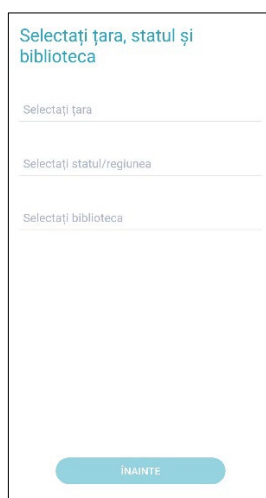 Selectați țara, statul și
biblioteca
Selectați țara
Selectați statul/regiunea
Selectați biblioteca
ÎNAINTE